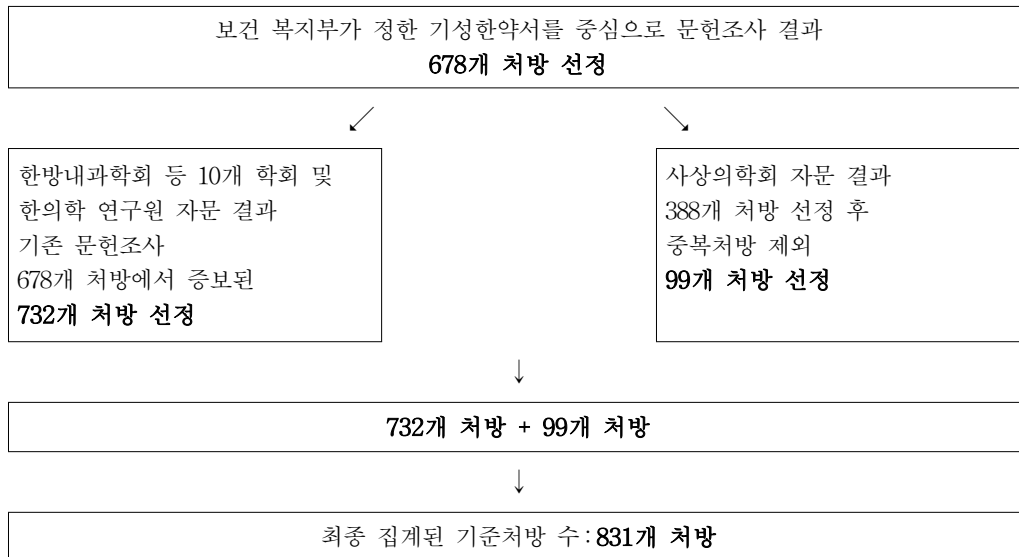 보건 복지부가 정한 기성한약서를 중심으로 문헌조사 결과
678개 처방 선정
↙ ↘
한방내과학회 등 10개 학회 및
한의학 연구원 자문 결과
기존 문헌조사
678개 처방에서 증보된
732개 처방 선정
사상의학회 자문 결과
388개 처방 선정 후
중복처방 제외
99개 처방 선정
↓
732개 처방 + 99개 처방
↓
최종 집계된 기준처방 수:831개 처방